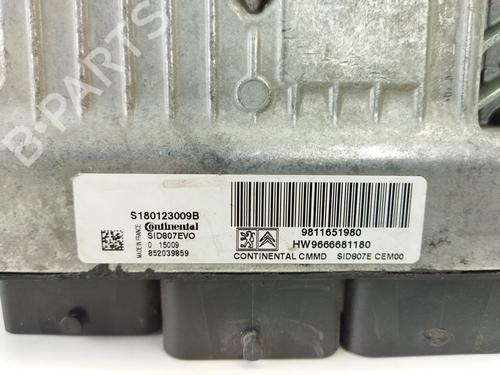 B-PARTS
S180123009B
Continental
SID807EVO
MADE IN FRANCE
0 15009
852039859
9811651980
HW9666681180
CONTINENTAL CMMD SID807E CEM00